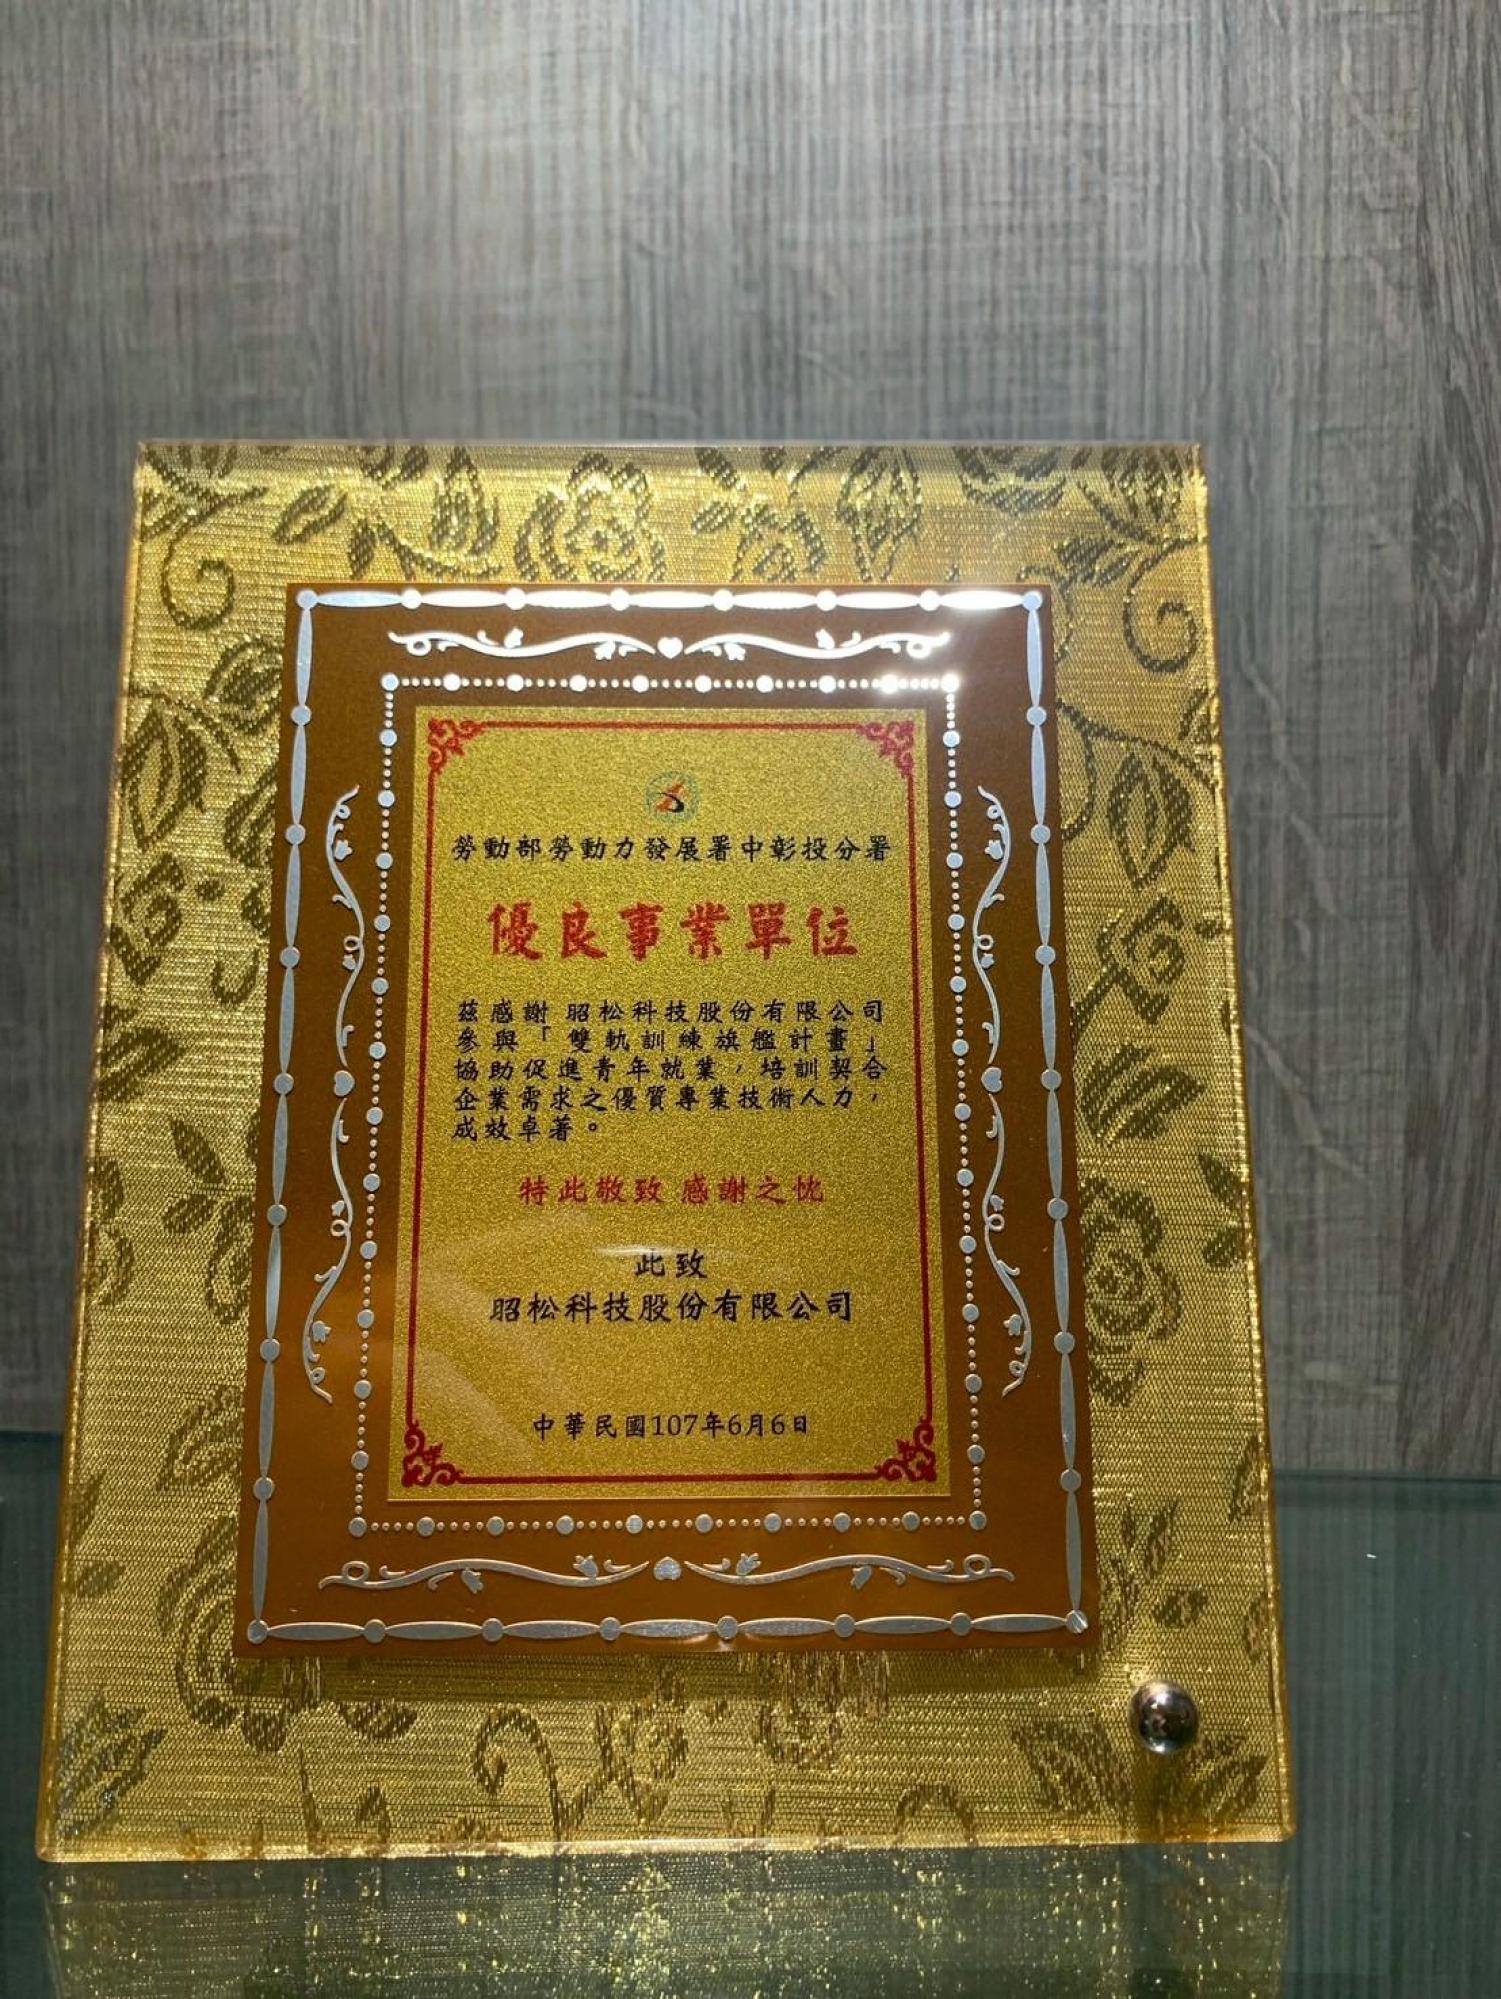 勞動部勞動力發展署中彰投分署
優良事業單位
茲感謝 昭松科技股份有限公司
參與「雙軌訓練旗艦計畫」
協助促進青年就業，培訓契合
企業需求之優質專業技術人力，
成效卓著。
特此敬致 感謝之忱
此致
昭松科技股份有限公司
中華民國107年6月6日